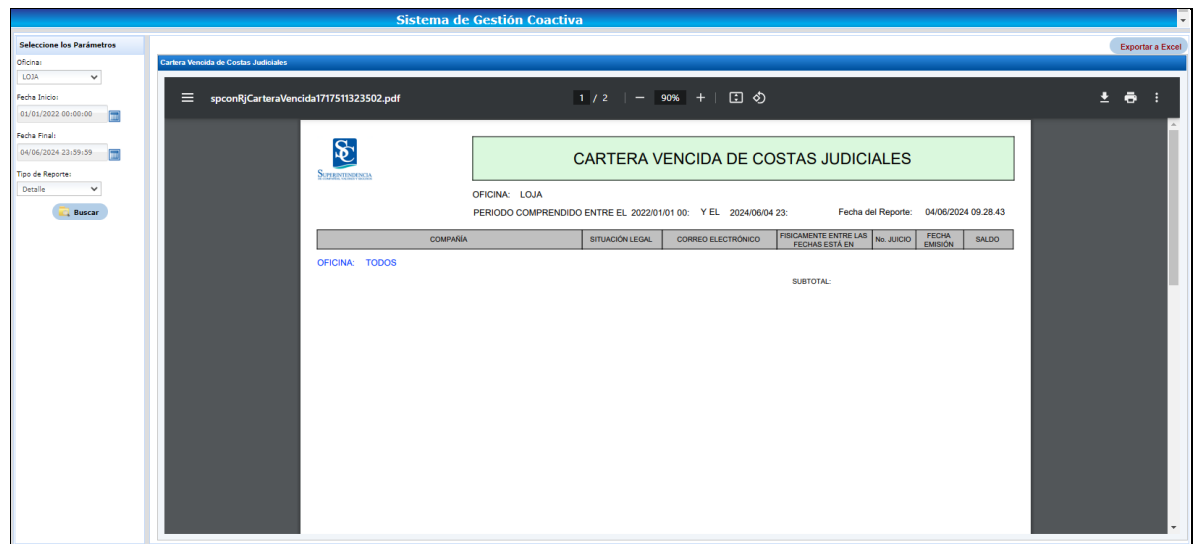 Sistema de Gestión Coactiva
Seleccione los Parámetros
Exportar a Excel
Oficina:
LOJA
Fecha Inicio:
01/01/2022 00:00:00
Fecha Final:
04/06/2024 23:59:59
Tipo de Reporte:
Detalle
Buscar
Cartera Vencida de Costas Judiciales
spconRjCarteraVencida1717511323502.pdf
1 / 2
90%
SUPERINTENDENCIA
CARTERA VENCIDA DE COSTAS JUDICIALES
OFICINA: LOJA
PERIODO COMPRENDIDO ENTRE EL 2022/01/01 00: Y EL 2024/06/04 23: Fecha del Reporte: 04/06/2024 09.28.43
COMPAÑÍA SITUACIÓN LEGAL CORREO ELECTRÓNICO FISICAMENTE ENTRE LAS FECHAS ESTÁ EN No. JUICIO FECHA EMISIÓN SALDO
OFICINA: TODOS
SUBTOTAL: